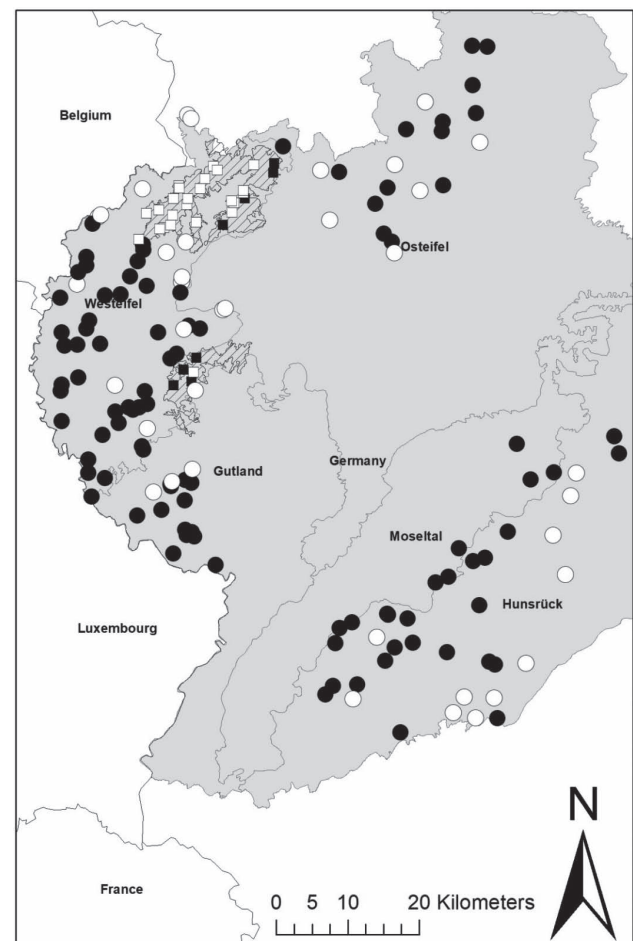 Belgium
Osteifel
Westeifel
Gutland
Germany
Moseltal
Luxembourg
Hunsrück
N
France
0 5 10 20 Kilometers